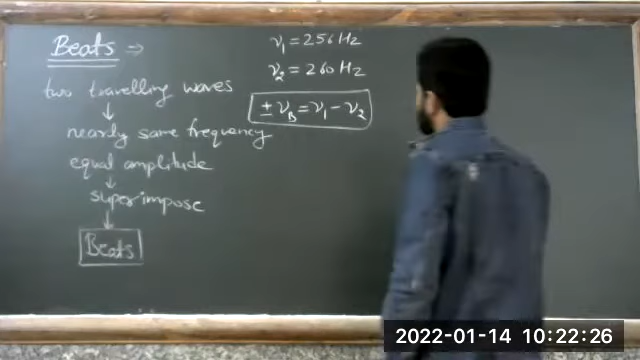 Beats ⇒
two travelling waves
↓
nearly same frequency
equal amplitude
↓
superimpose
↓
Beats
ν₁ = 256 Hz
ν₂ = 260 Hz
± ν_B = ν₁ − ν₂
2022-01-14 10:22:26